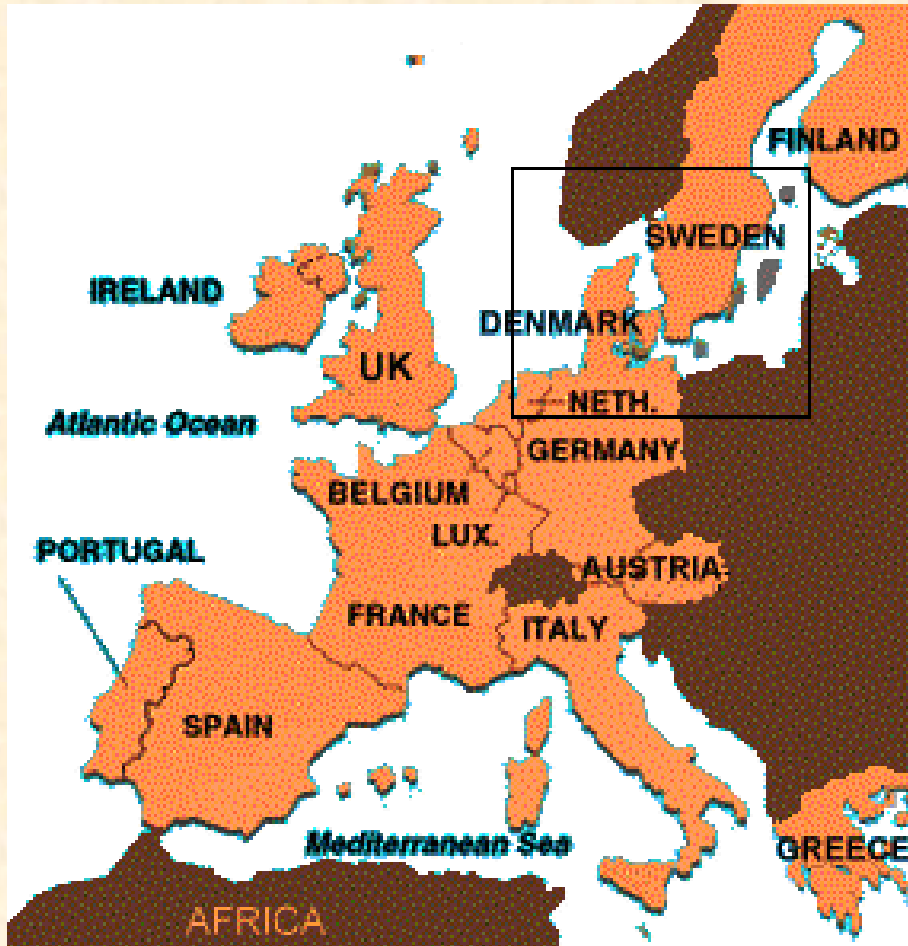 FINLAND
SWEDEN
IRELAND
DENMARK
UK
NETH.
Atlantic Ocean
GERMANY
BELGIUM
LUX.
PORTUGAL
AUSTRIA
FRANCE
ITALY
SPAIN
Mediterranean Sea
GREECE
AFRICA